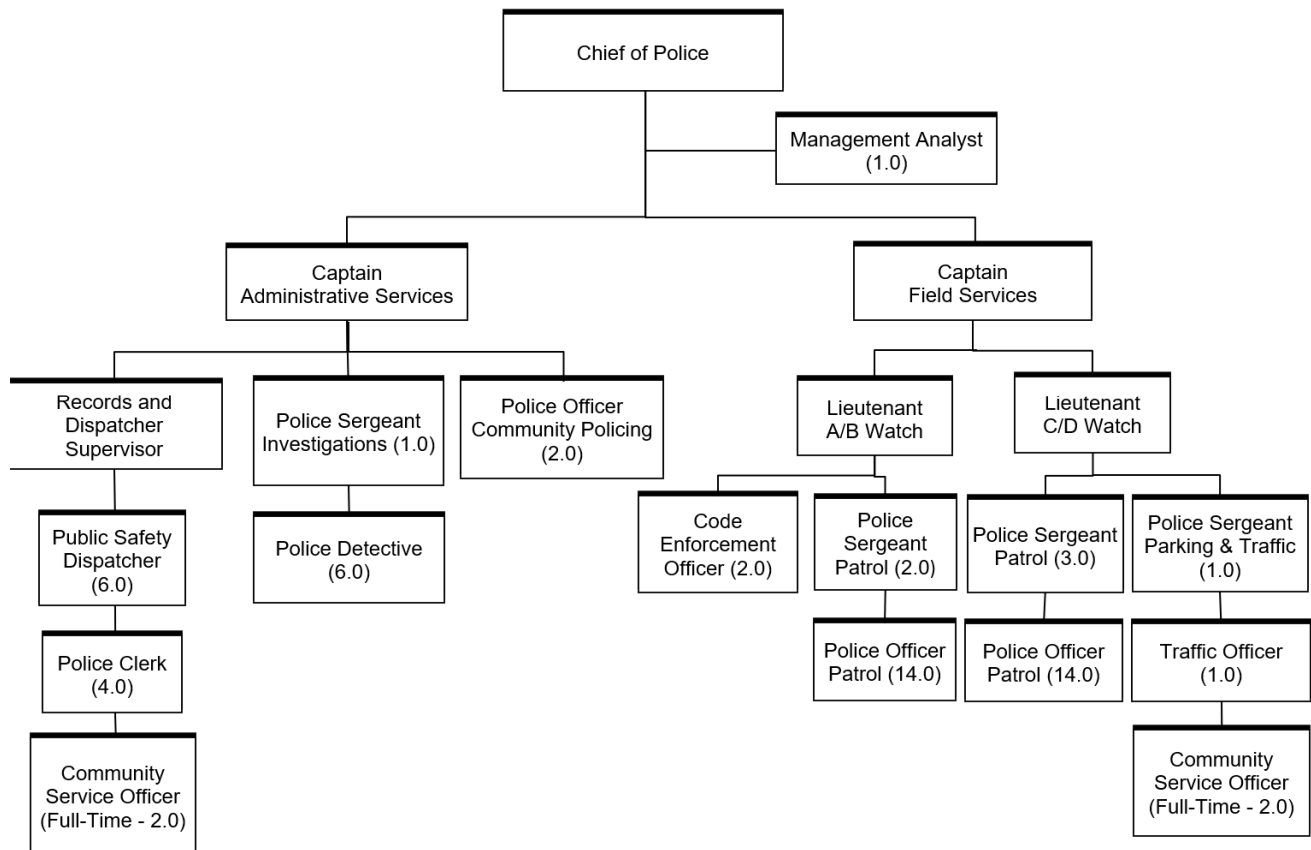 Chief of Police
Management Analyst
(1.0)
Captain
Administrative Services
Captain
Field Services
Records and
Dispatcher
Supervisor
Police Sergeant
Investigations (1.0)
Police Officer
Community Policing
(2.0)
Lieutenant
A/B Watch
Lieutenant
C/D Watch
Public Safety
Dispatcher
(6.0)
Police Detective
(6.0)
Code
Enforcement
Officer (2.0)
Police
Sergeant
Patrol (2.0)
Police Sergeant
Patrol (3.0)
Police Sergeant
Parking & Traffic
(1.0)
Police Clerk
(4.0)
Police Officer
Patrol (14.0)
Police Officer
Patrol (14.0)
Traffic Officer
(1.0)
Community
Service Officer
(Full-Time - 2.0)
Community
Service Officer
(Full-Time - 2.0)